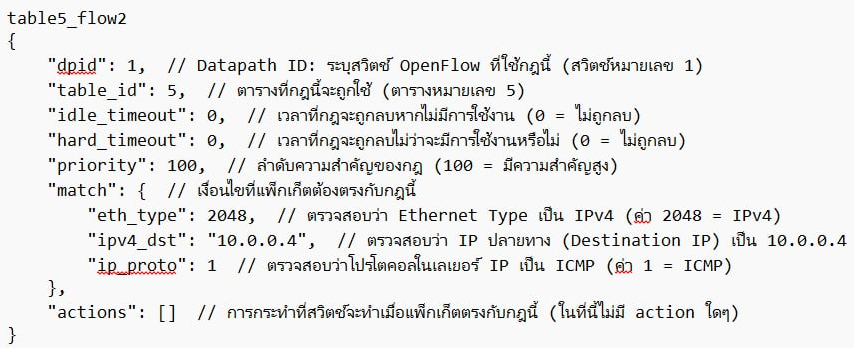 table5_flow2
{
    "dpid": 1,  // Datapath ID: ระบุสวิตช์ OpenFlow ที่ใช้กฎนี้ (สวิตช์หมายเลข 1)
    "table_id": 5,  // ตารางที่กฎนี้จะถูกใช้ (ตารางหมายเลข 5)
    "idle_timeout": 0,  // เวลาที่กฎจะถูกลบหากไม่มีการใช้งาน (0 = ไม่ถูกลบ)
    "hard_timeout": 0,  // เวลาที่กฎจะถูกลบไม่ว่าจะมีการใช้งานหรือไม่ (0 = ไม่ถูกลบ)
    "priority": 100,  // ลำดับความสำคัญของกฎ (100 = มีความสำคัญสูง)
    "match": {  // เงื่อนไขที่แพ็กเก็ตต้องตรงกับกฎนี้
        "eth_type": 2048,  // ตรวจสอบว่า Ethernet Type เป็น IPv4 (ค่า 2048 = IPv4)
        "ipv4_dst": "10.0.0.4",  // ตรวจสอบว่า IP ปลายทาง (Destination IP) เป็น 10.0.0.4
        "ip_proto": 1  // ตรวจสอบว่าโปรโตคอลในเลเยอร์ IP เป็น ICMP (ค่า 1 = ICMP)
    },
    "actions": []  // การกระทำที่สวิตช์จะทำเมื่อแพ็กเก็ตตรงกับกฎนี้ (ในที่นี้ไม่มี action ใดๆ)
}